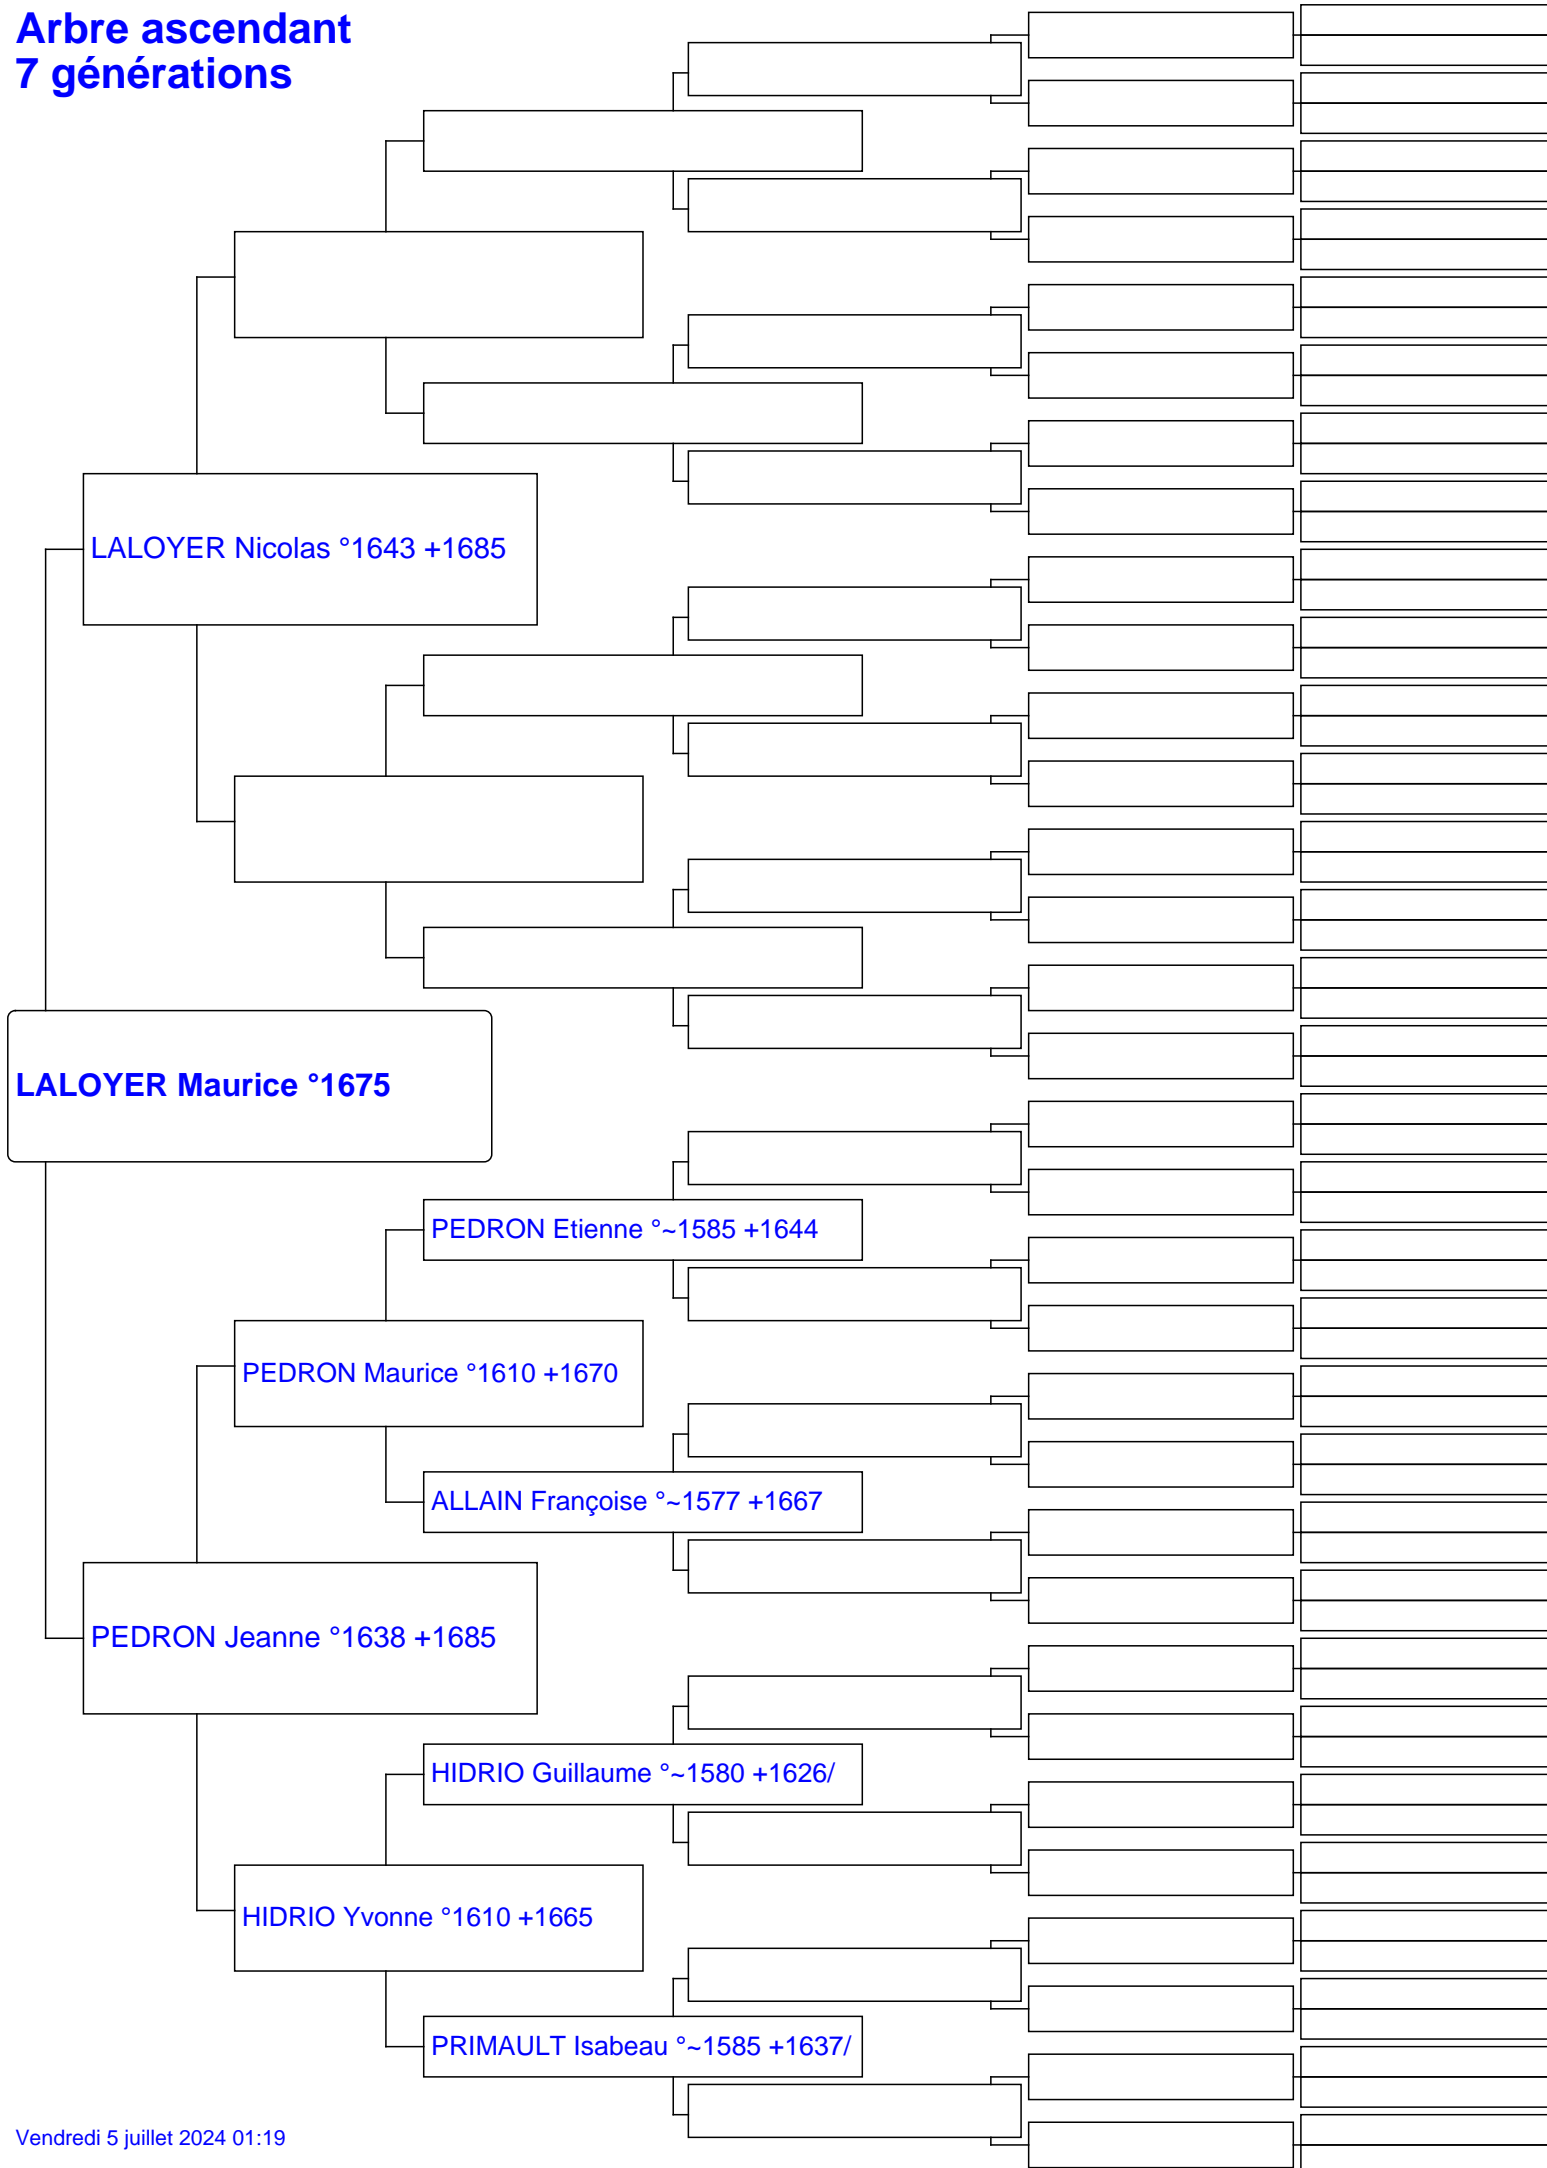 Arbre ascendant
7 générations
LALOYER Nicolas °1643 +1685
LALOYER Maurice °1675
PEDRON Etienne °~1585 +1644
PEDRON Maurice °1610 +1670
ALLAIN Françoise °~1577 +1667
PEDRON Jeanne °1638 +1685
HIDRIO Guillaume °~1580 +1626/
HIDRIO Yvonne °1610 +1665
PRIMAULT Isabeau °~1585 +1637/
Vendredi 5 juillet 2024 01:19